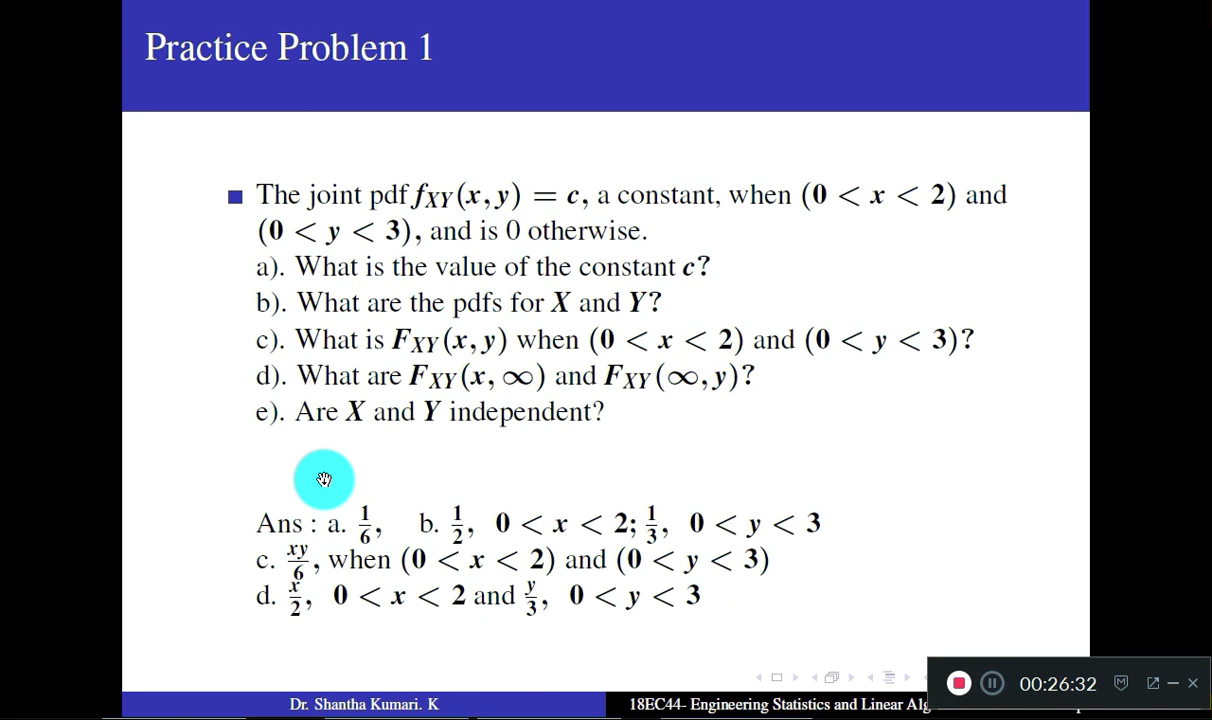 Practice Problem 1
The joint pdf f_XY(x, y) = c, a constant, when (0 < x < 2) and
(0 < y < 3), and is 0 otherwise.
a). What is the value of the constant c?
b). What are the pdfs for X and Y?
c). What is F_XY(x, y) when (0 < x < 2) and (0 < y < 3)?
d). What are F_XY(x, ∞) and F_XY(∞, y)?
e). Are X and Y independent?
Ans : a. 1/6, b. 1/2, 0 < x < 2; 1/3, 0 < y < 3
c. xy/6, when (0 < x < 2) and (0 < y < 3)
d. x/2, 0 < x < 2 and y/3, 0 < y < 3
00:26:32
Dr. Shantha Kumari. K
18EC44- Engineering Statistics and Linear